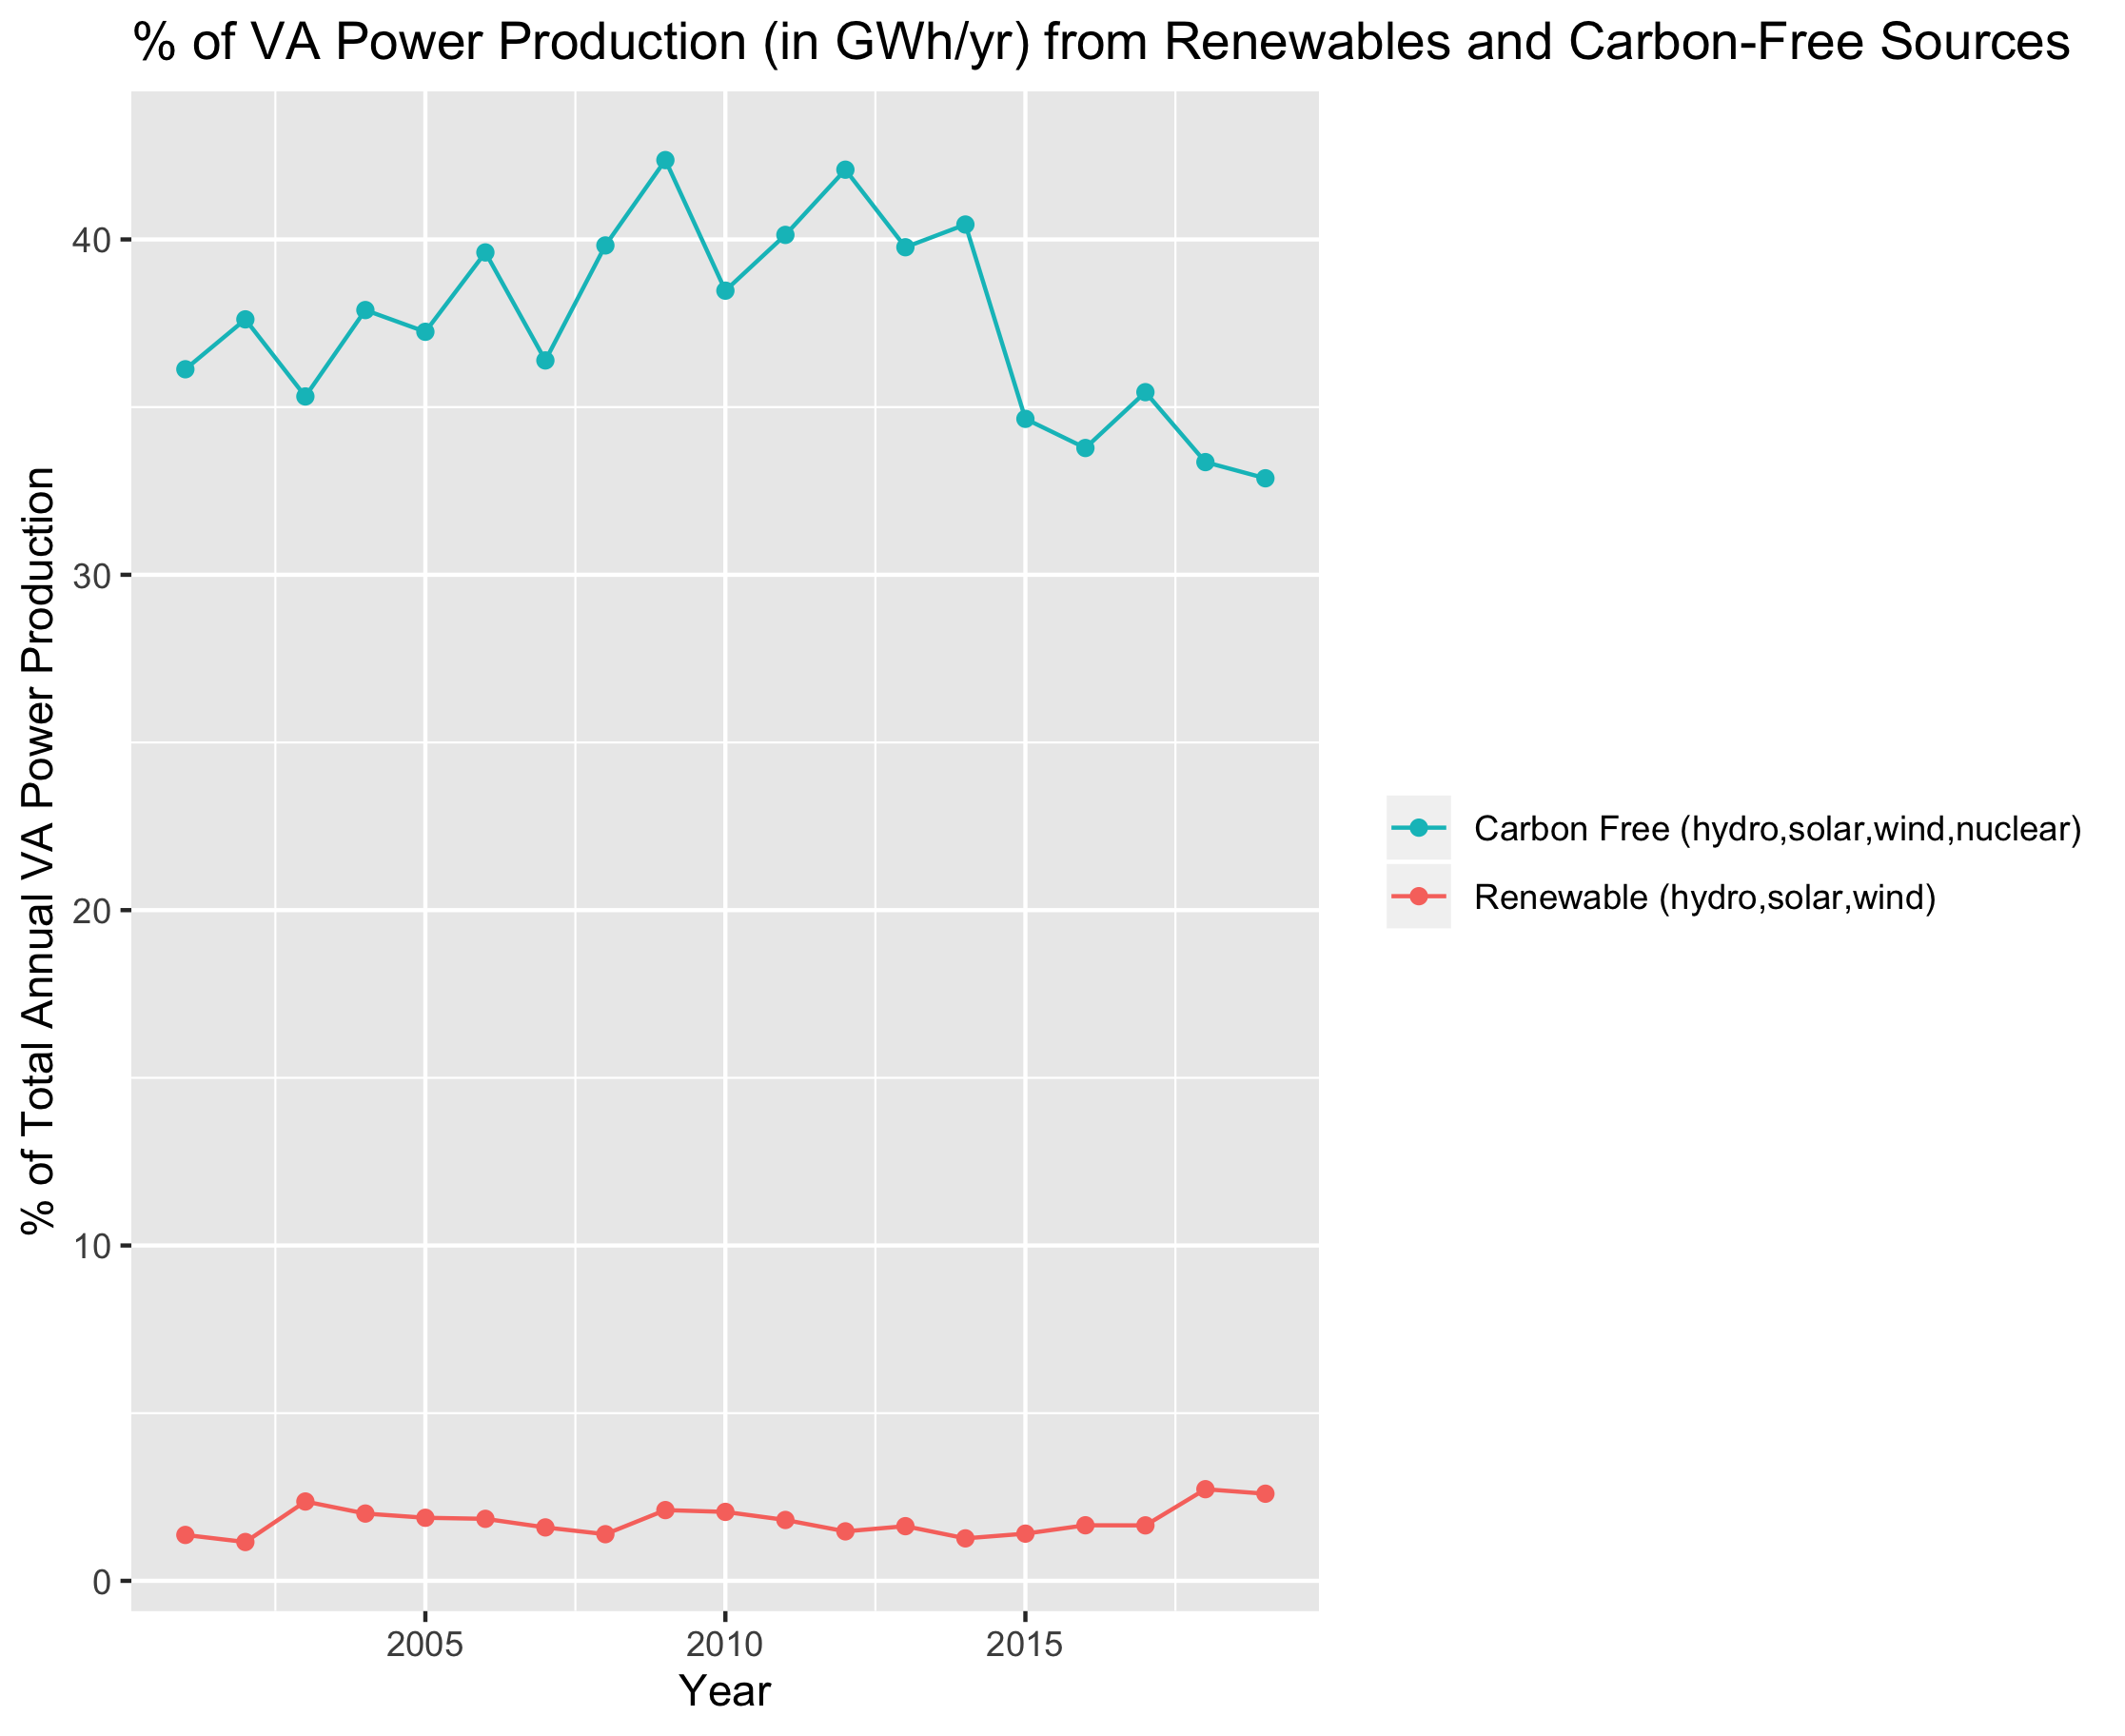 % of VA Power Production (in GWh/yr) from Renewables and Carbon-Free Sources
% of Total Annual VA Power Production
40
30
20
10
0
2005
2010
2015
Year
Carbon Free (hydro,solar,wind,nuclear)
Renewable (hydro,solar,wind)